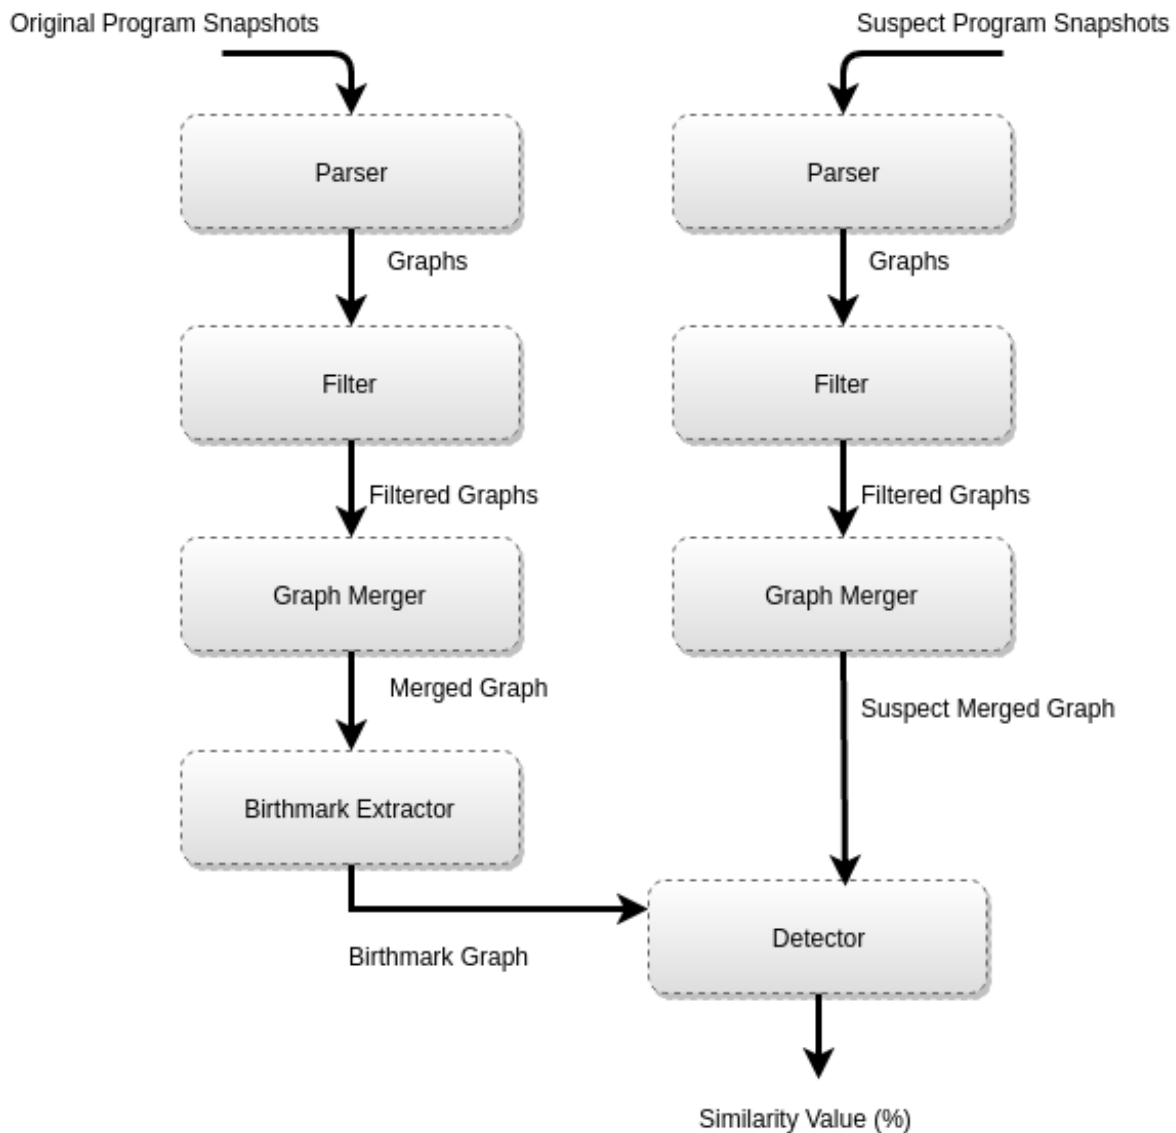 Original Program Snapshots
Suspect Program Snapshots
Parser
Parser
Graphs
Graphs
Filter
Filter
Filtered Graphs
Filtered Graphs
Graph Merger
Graph Merger
Merged Graph
Suspect Merged Graph
Birthmark Extractor
Detector
Birthmark Graph
Similarity Value (%)